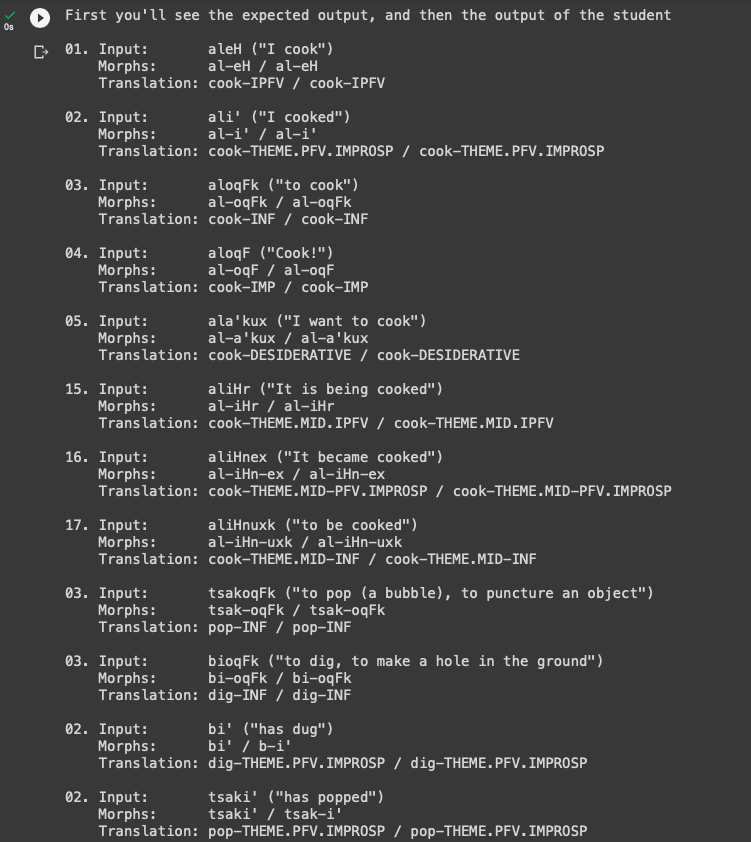 First you'll see the expected output, and then the output of the student
0s
01. Input: aleH ("I cook")
Morphs: al-eH / al-eH
Translation: cook-IPFV / cook-IPFV
02. Input: ali' ("I cooked")
Morphs: al-i' / al-i'
Translation: cook-THEME.PFV.IMPROSP / cook-THEME.PFV.IMPROSP
03. Input: aloqFk ("to cook")
Morphs: al-oqFk / al-oqFk
Translation: cook-INF / cook-INF
04. Input: aloqF ("Cook!")
Morphs: al-oqF / al-oqF
Translation: cook-IMP / cook-IMP
05. Input: ala'kux ("I want to cook")
Morphs: al-a'kux / al-a'kux
Translation: cook-DESIDERATIVE / cook-DESIDERATIVE
15. Input: aliHr ("It is being cooked")
Morphs: al-iHr / al-iHr
Translation: cook-THEME.MID.IPFV / cook-THEME.MID.IPFV
16. Input: aliHnex ("It became cooked")
Morphs: al-iHn-ex / al-iHn-ex
Translation: cook-THEME.MID-PFV.IMPROSP / cook-THEME.MID-PFV.IMPROSP
17. Input: aliHnuxk ("to be cooked")
Morphs: al-iHn-uxk / al-iHn-uxk
Translation: cook-THEME.MID-INF / cook-THEME.MID-INF
03. Input: tsakoqFk ("to pop (a bubble), to puncture an object")
Morphs: tsak-oqFk / tsak-oqFk
Translation: pop-INF / pop-INF
03. Input: bioqFk ("to dig, to make a hole in the ground")
Morphs: bi-oqFk / bi-oqFk
Translation: dig-INF / dig-INF
02. Input: bi' ("has dug")
Morphs: bi' / b-i'
Translation: dig-THEME.PFV.IMPROSP / dig-THEME.PFV.IMPROSP
02. Input: tsaki' ("has popped")
Morphs: tsaki' / tsak-i'
Translation: pop-THEME.PFV.IMPROSP / pop-THEME.PFV.IMPROSP